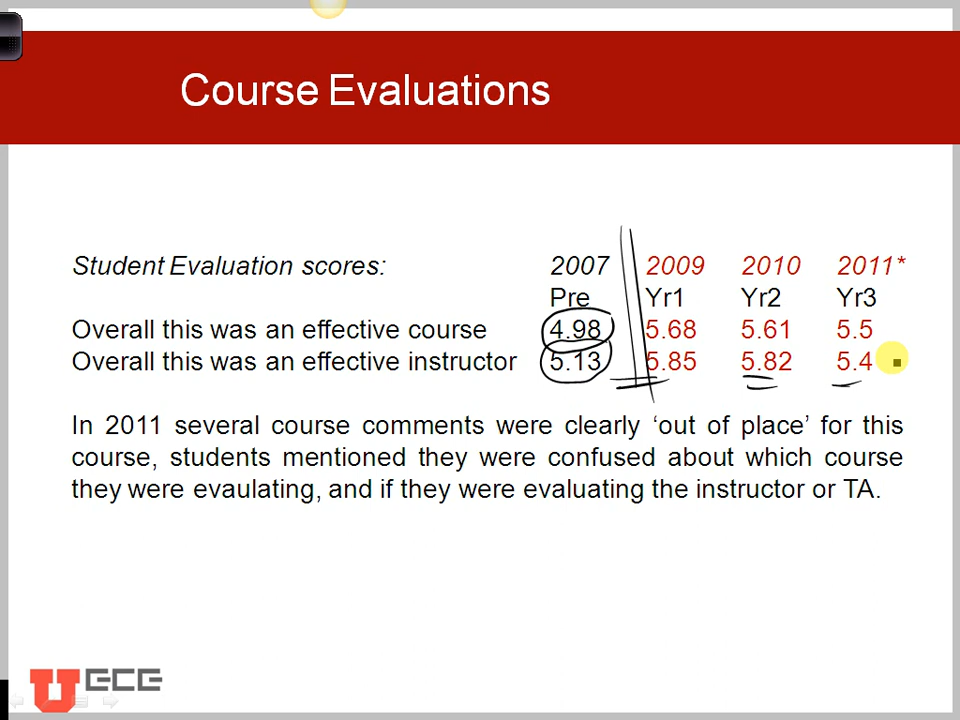 Course Evaluations
Student Evaluation scores: 2007 2009 2010 2011*
Pre Yr1 Yr2 Yr3
Overall this was an effective course 4.98 5.68 5.61 5.5
Overall this was an effective instructor 5.13 5.85 5.82 5.4
In 2011 several course comments were clearly ‘out of place’ for this
course, students mentioned they were confused about which course
they were evaulating, and if they were evaluating the instructor or TA.
U ECE